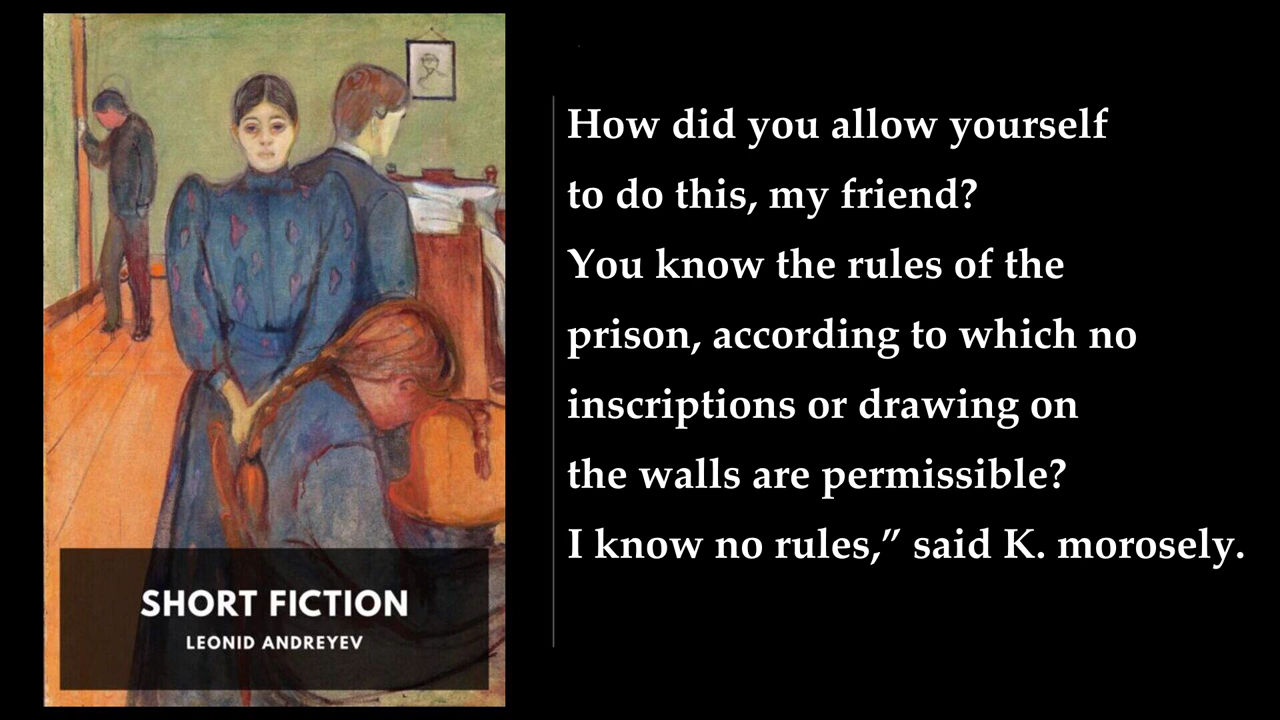 How did you allow yourself
to do this, my friend?
You know the rules of the
prison, according to which no
inscriptions or drawing on
the walls are permissible?
I know no rules,” said K. morosely.
SHORT FICTION
LEONID ANDREYEV